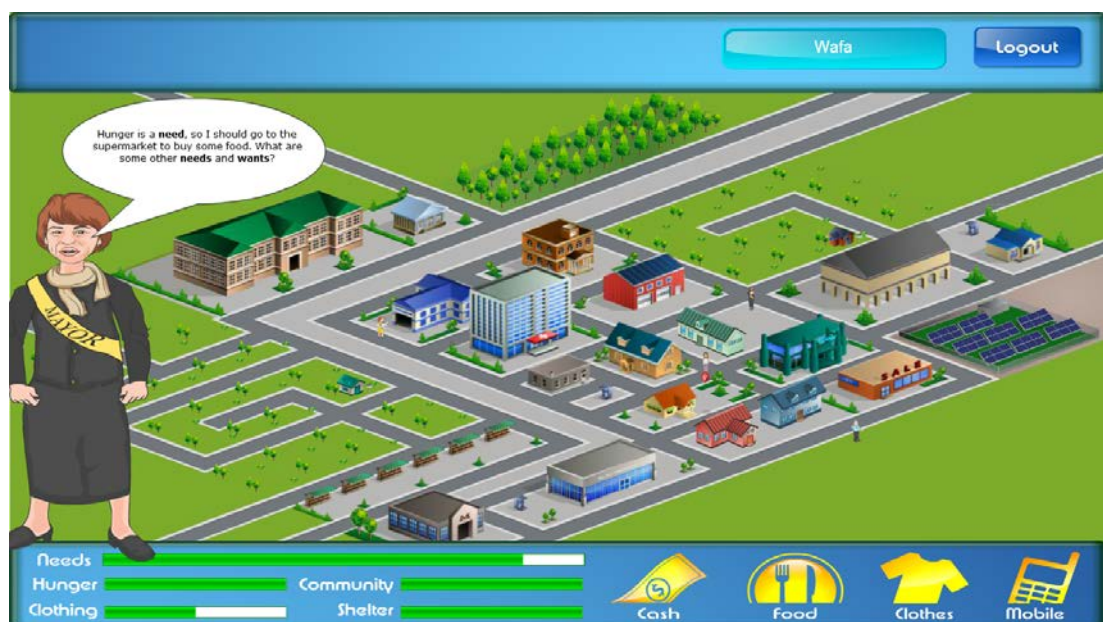 Wafa
Logout
Hunger is a need, so I should go to the
supermarket to buy some food. What are
some other needs and wants?
MAYOR
SALE
Needs
Hunger
Community
Clothing
Shelter
Cash
Food
Clothes
Mobile